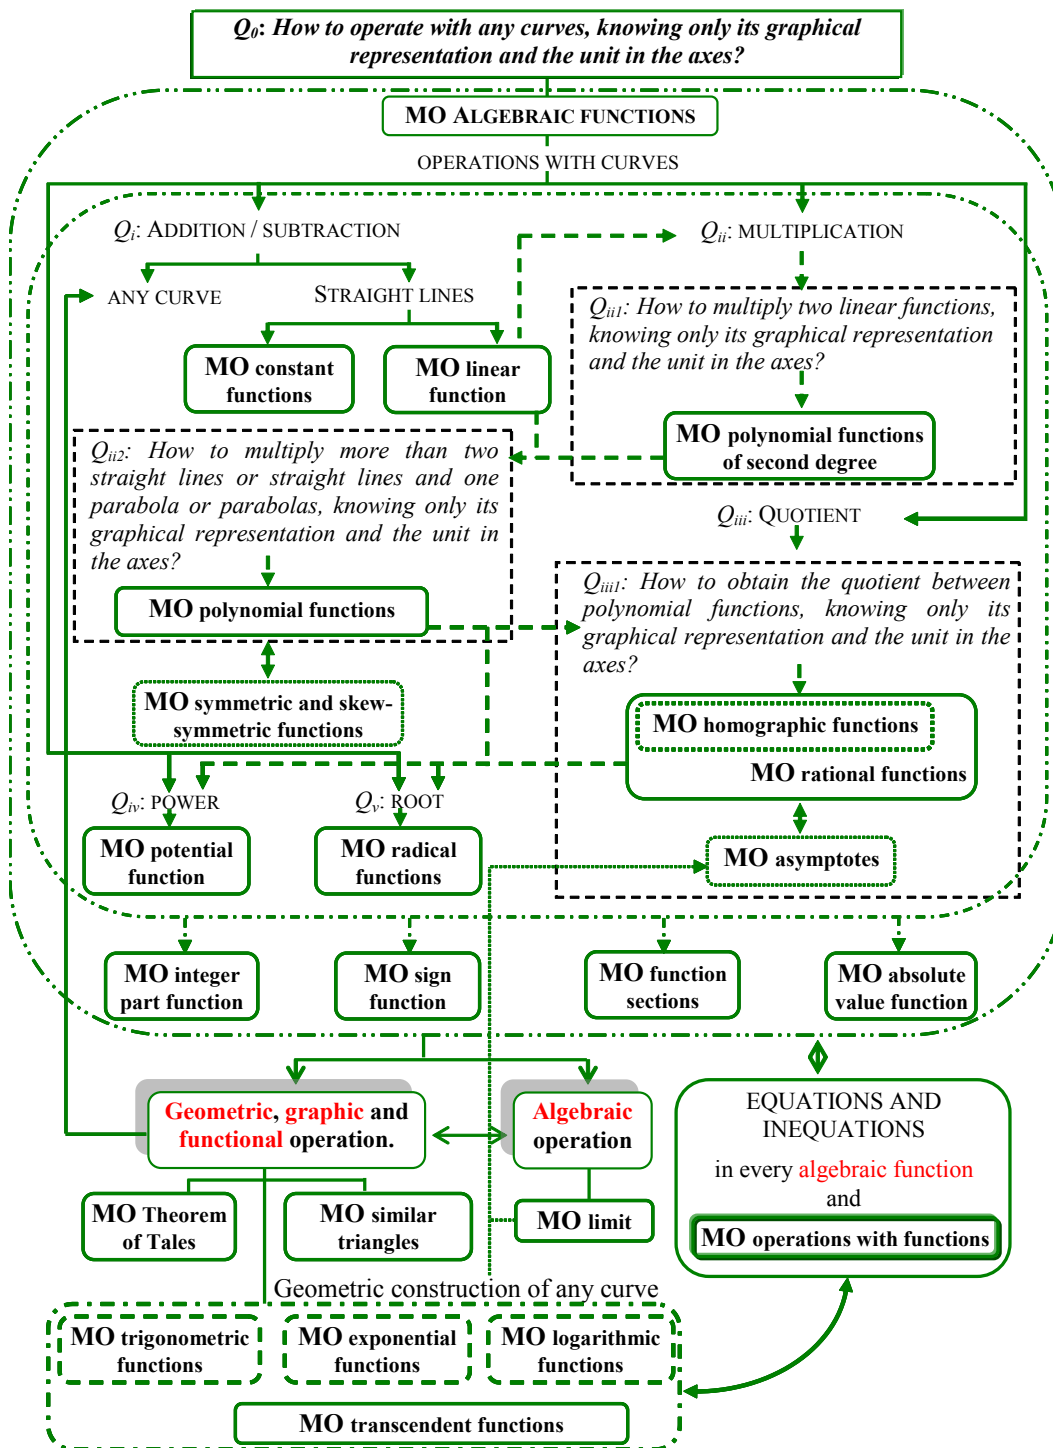 Q0: How to operate with any curves, knowing only its graphical
representation and the unit in the axes?
MO ALGEBRAIC FUNCTIONS
OPERATIONS WITH CURVES
Qi: ADDITION / SUBTRACTION
Qii: MULTIPLICATION
ANY CURVE
STRAIGHT LINES
Qii1: How to multiply two linear functions,
knowing only its graphical representation
and the unit in the axes?
MO constant
functions
MO linear
function
MO polynomial functions
of second degree
Qii2: How to multiply more than two
straight lines or straight lines and one
parabola or parabolas, knowing only its
graphical representation and the unit in
the axes?
MO polynomial functions
Qiii: QUOTIENT
Qiii1: How to obtain the quotient between
polynomial functions, knowing only its
graphical representation and the unit in the
axes?
MO symmetric and skew-
symmetric functions
MO homographic functions
MO rational functions
Qiv: POWER
Qv: ROOT
MO potential
function
MO radical
functions
MO asymptotes
MO integer
part function
MO sign
function
MO function
sections
MO absolute
value function
Geometric, graphic and
functional operation.
Algebraic
operation
EQUATIONS AND
INEQUATIONS
in every algebraic function
and
MO operations with functions
MO Theorem
of Tales
MO similar
triangles
MO limit
Geometric construction of any curve
MO trigonometric
functions
MO exponential
functions
MO logarithmic
functions
MO transcendent functions